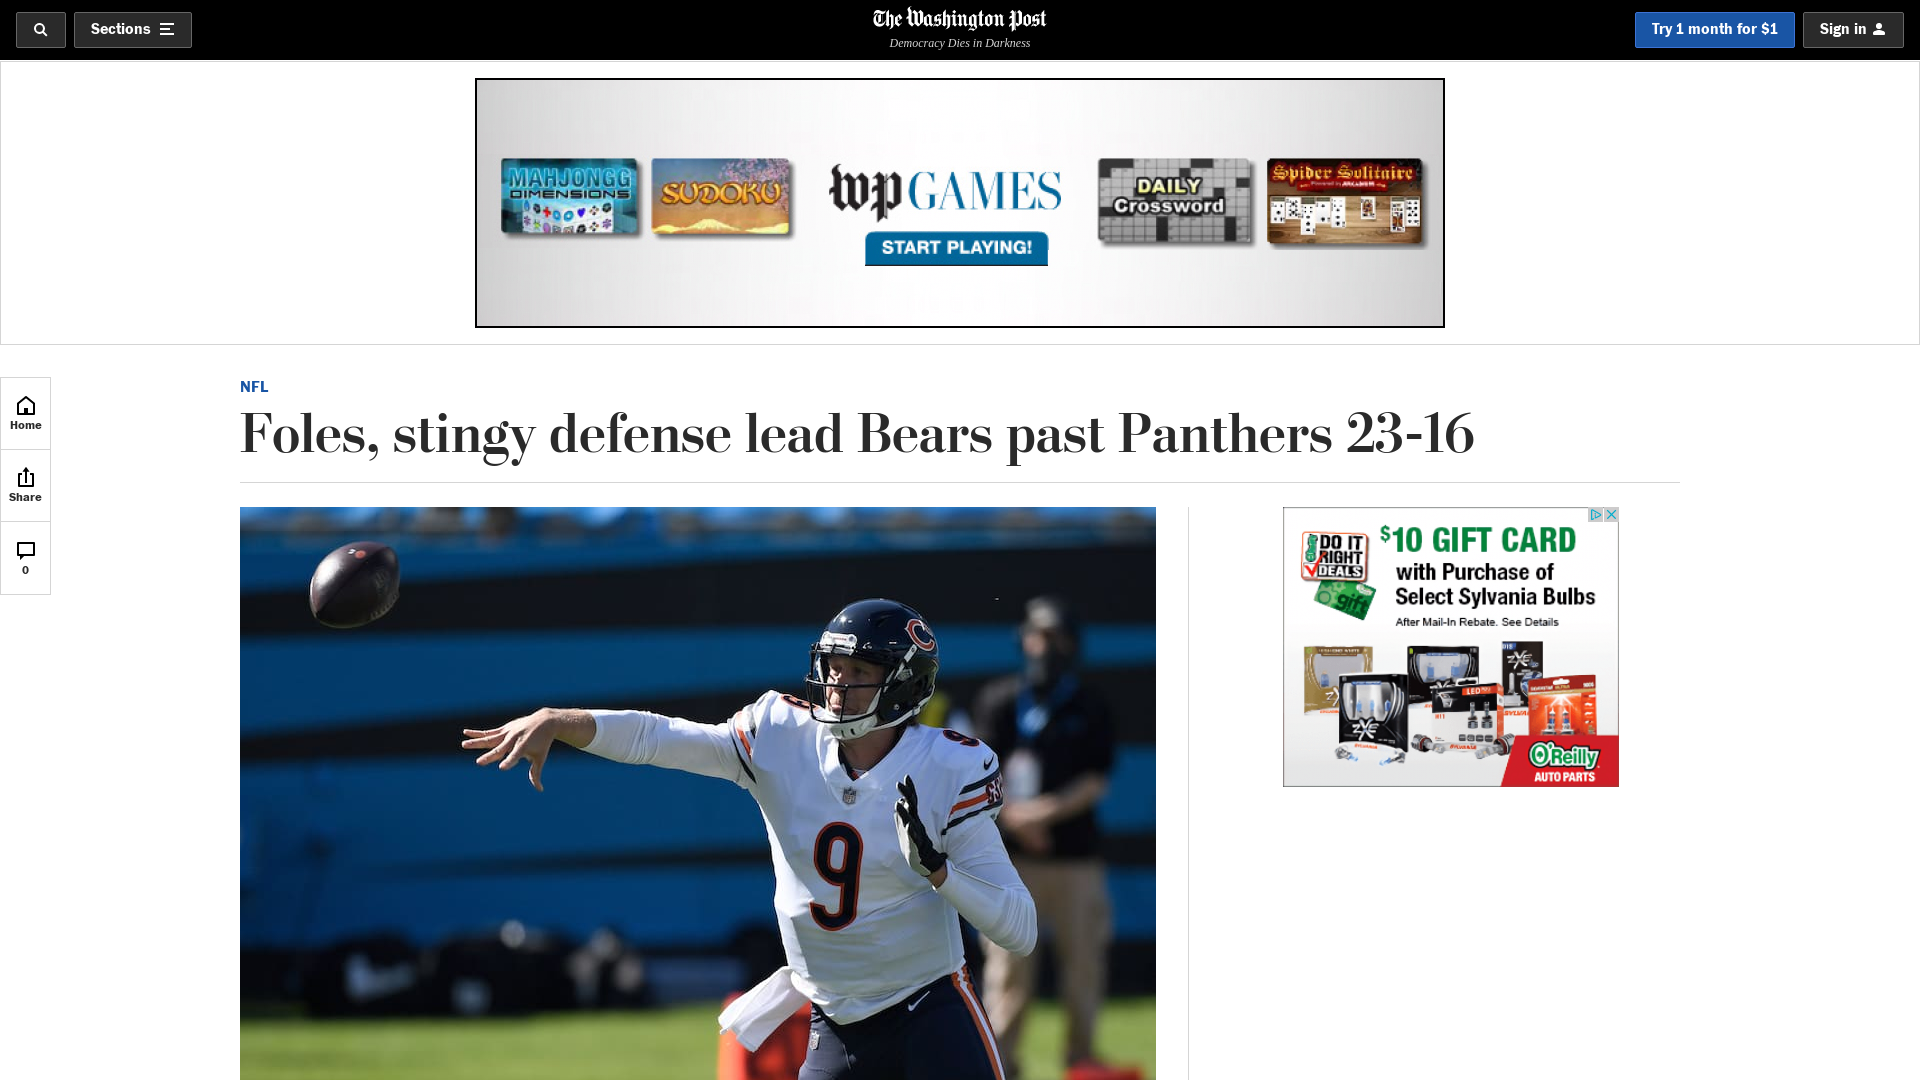 Sections
The Washington Post
Democracy Dies in Darkness
Try 1 month for $1
Sign in
MAHJONGG
DIMENSIONS
SUDOKU
wp GAMES
START PLAYING!
DAILY
Crossword
Spider Solitaire
NFL
Foles, stingy defense lead Bears past Panthers 23-16
Home
Share
0
DO IT
RIGHT
DEALS
gift
$10 GIFT CARD
with Purchase of
Select Sylvania Bulbs
After Mail-In Rebate. See Details
O'Reilly
AUTO PARTS
9
9
C